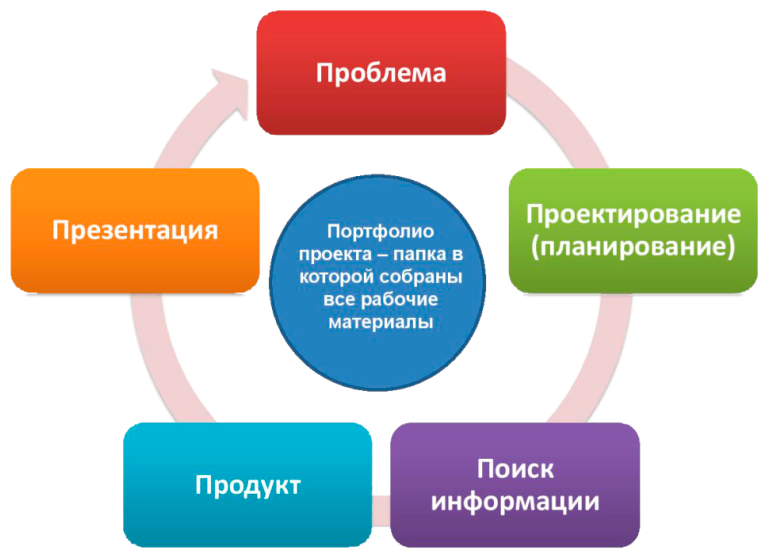 Проблема
Проектирование
(планирование)
Поиск
информации
Продукт
Презентация
Портфолио
проекта – папка в
которой собраны
все рабочие
материалы